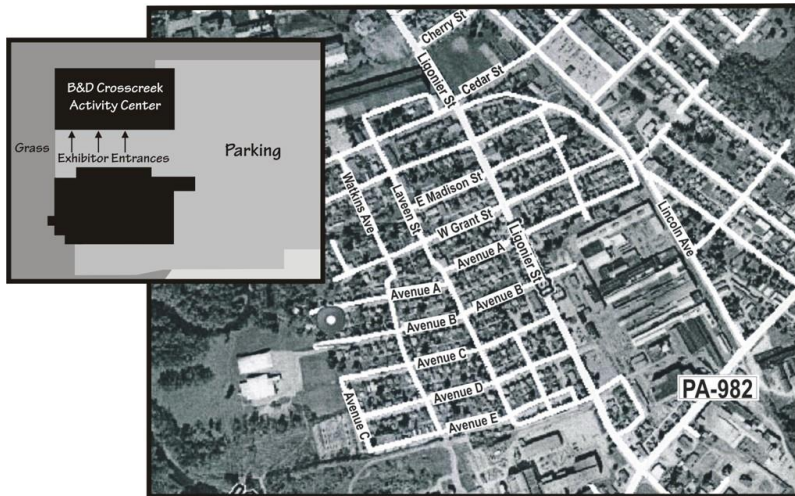 B&D Crosscreek
Activity Center
Grass
Exhibitor Entrances
Parking
Cherry St
Ligonier St
Cedar St
Watkins Ave
Laveen St
E Madison St
W Grant St
Lincoln Ave
Avenue A
Ligonier St
Avenue A
Avenue B
Avenue B
Avenue C
Avenue D
Avenue C
Avenue E
PA-982